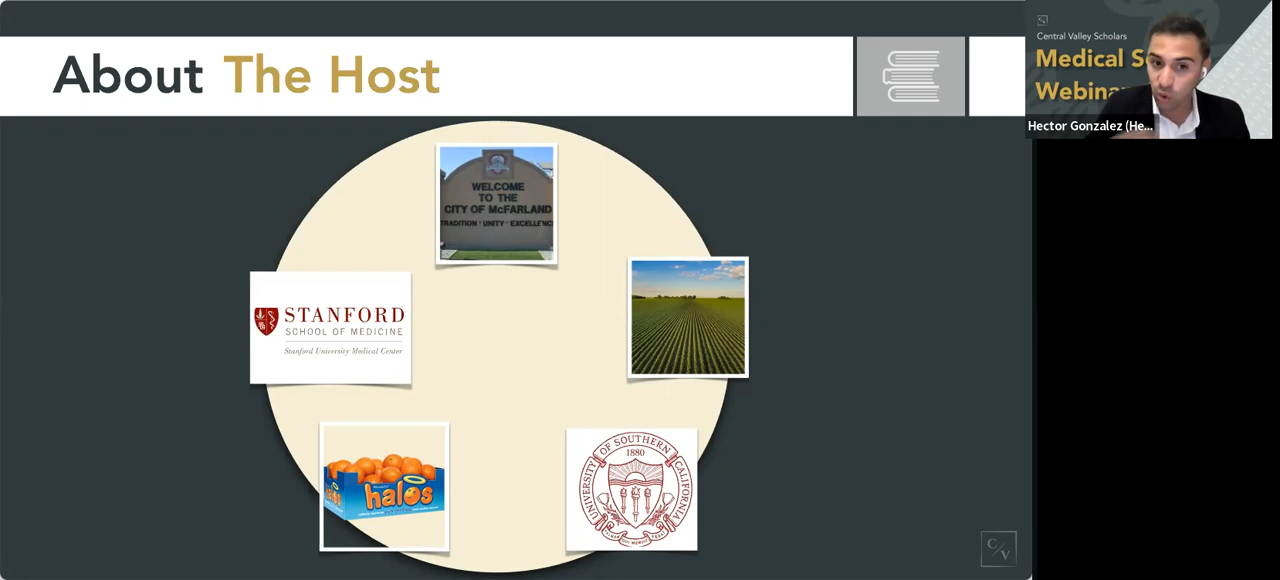 About The Host
WELCOME
TO THE
CITY OF McFARLAND
TRADITION · UNITY · EXCELLENCE
STANFORD
SCHOOL OF MEDICINE
Stanford University Medical Center
halos
UNIVERSITY OF SOUTHERN CALIFORNIA
1880
C/V
Central Valley Scholars
Medical Sc
Webina
Hector Gonzalez (He...